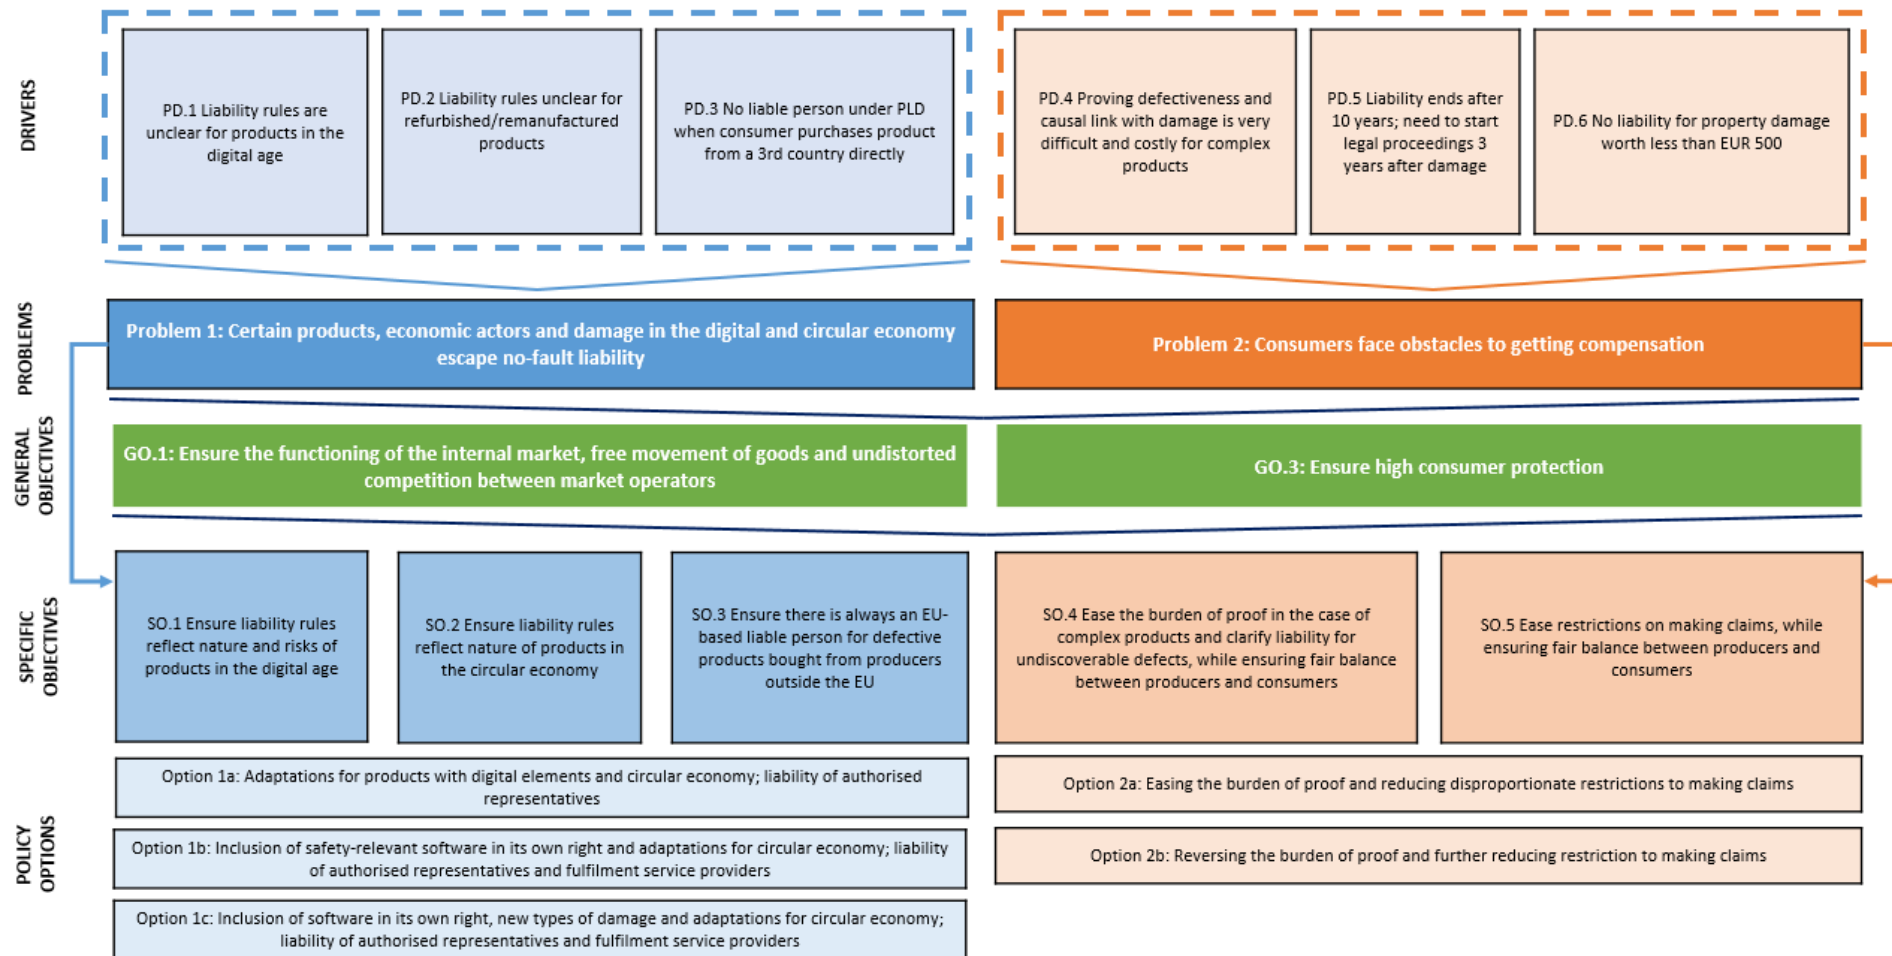 DRIVERS
PD.1 Liability rules are
unclear for products in the
digital age
PD.2 Liability rules unclear for
refurbished/remanufactured
products
PD.3 No liable person under PLD
when consumer purchases product
from a 3rd country directly
PD.4 Proving defectiveness and
causal link with damage is very
difficult and costly for complex
products
PD.5 Liability ends after
10 years; need to start
legal proceedings 3
years after damage
PD.6 No liability for property damage
worth less than EUR 500
PROBLEMS
Problem 1: Certain products, economic actors and damage in the digital and circular economy
escape no-fault liability
Problem 2: Consumers face obstacles to getting compensation
GENERAL
OBJECTIVES
GO.1: Ensure the functioning of the internal market, free movement of goods and undistorted
competition between market operators
GO.3: Ensure high consumer protection
SPECIFIC
OBJECTIVES
SO.1 Ensure liability rules
reflect nature and risks of
products in the digital age
SO.2 Ensure liability rules
reflect nature of products in
the circular economy
SO.3 Ensure there is always an EU-
based liable person for defective
products bought from producers
outside the EU
SO.4 Ease the burden of proof in the case of
complex products and clarify liability for
undiscoverable defects, while ensuring fair balance
between producers and consumers
SO.5 Ease restrictions on making claims, while
ensuring fair balance between producers and
consumers
POLICY
OPTIONS
Option 1a: Adaptations for products with digital elements and circular economy; liability of authorised
representatives
Option 1b: Inclusion of safety-relevant software in its own right and adaptations for circular economy; liability
of authorised representatives and fulfilment service providers
Option 1c: Inclusion of software in its own right, new types of damage and adaptations for circular economy;
liability of authorised representatives and fulfilment service providers
Option 2a: Easing the burden of proof and reducing disproportionate restrictions to making claims
Option 2b: Reversing the burden of proof and further reducing restriction to making claims